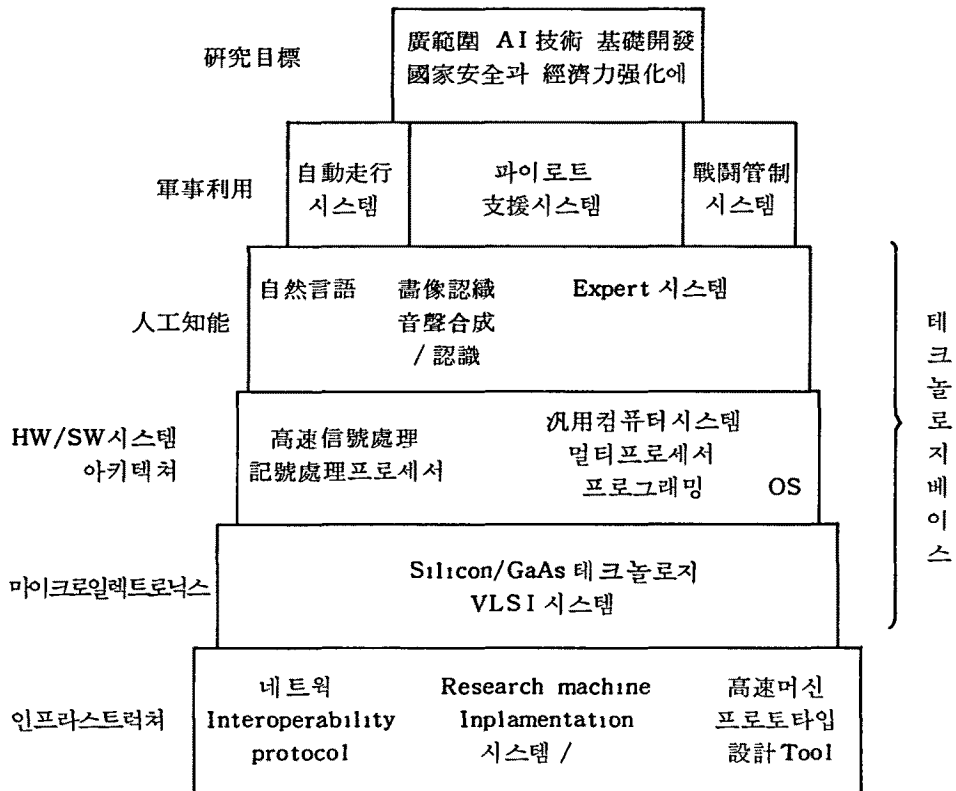 研究目標
廣範圍 AI 技術 基礎開發
國家安全과 經濟力强化에
軍事利用
自動走行
시스템
파이로트
支援시스템
戰鬪管制
시스템
人工知能
自然言語
畵像認織
音聲合成
/ 認識
Expert 시스템
HW/SW시스템
아키텍쳐
高速信號處理
記號處理프로세서
汎用컴퓨터시스템
멀티프로세서
프로그래밍 OS
마이크로일렉트로닉스
Silicon/GaAs 테크놀로지
VLSI 시스템
인프라스트럭쳐
네트웍
Interoperability
protocol
Research machine
Inplamentation
시스템 /
高速머신
프로토타입
設計 Tool
테크놀로지베이스